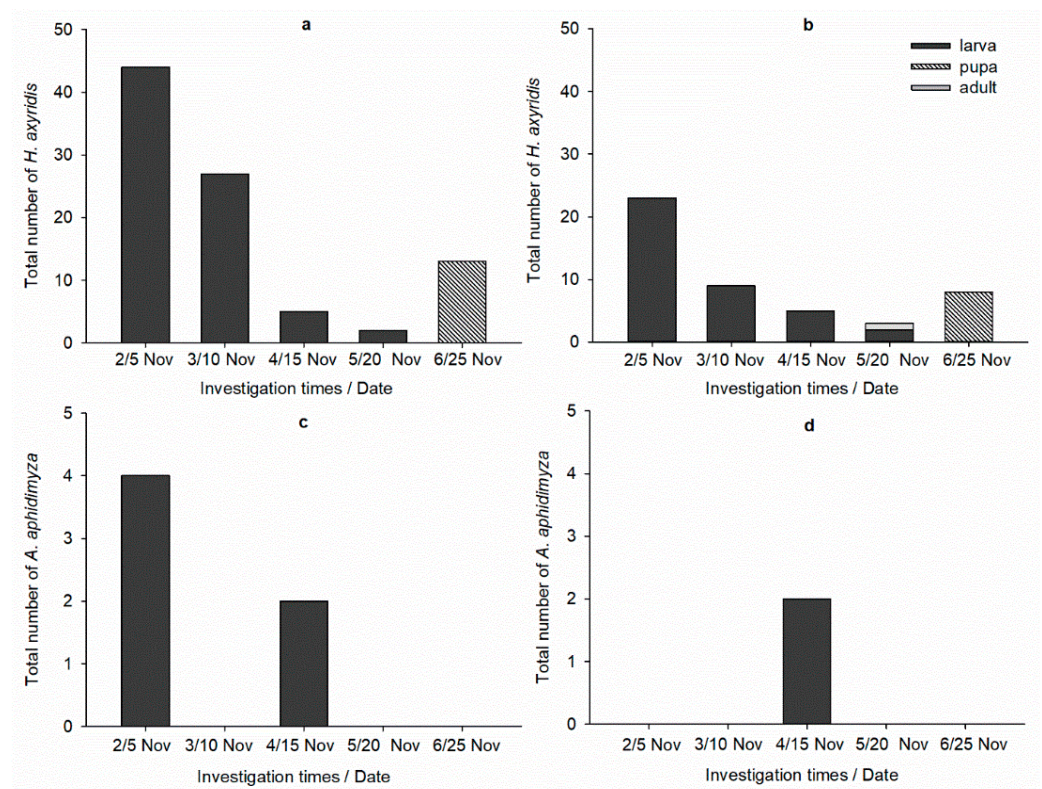 a
50
40
30
20
10
0
Total number of H. axyridis
2/5 Nov 3/10 Nov 4/15 Nov 5/20 Nov 6/25 Nov
Investigation times / Date
b
larva
pupa
adult
50
40
30
20
10
0
Total number of H. axyridis
2/5 Nov 3/10 Nov 4/15 Nov 5/20 Nov 6/25 Nov
Investigation times / Date
c
5
4
3
2
1
0
Total number of A. aphidimyza
2/5 Nov 3/10 Nov 4/15 Nov 5/20 Nov 6/25 Nov
Investigation times / Date
d
5
4
3
2
1
0
Total number of A. aphidimyza
2/5 Nov 3/10 Nov 4/15 Nov 5/20 Nov 6/25 Nov
Investigation times / Date